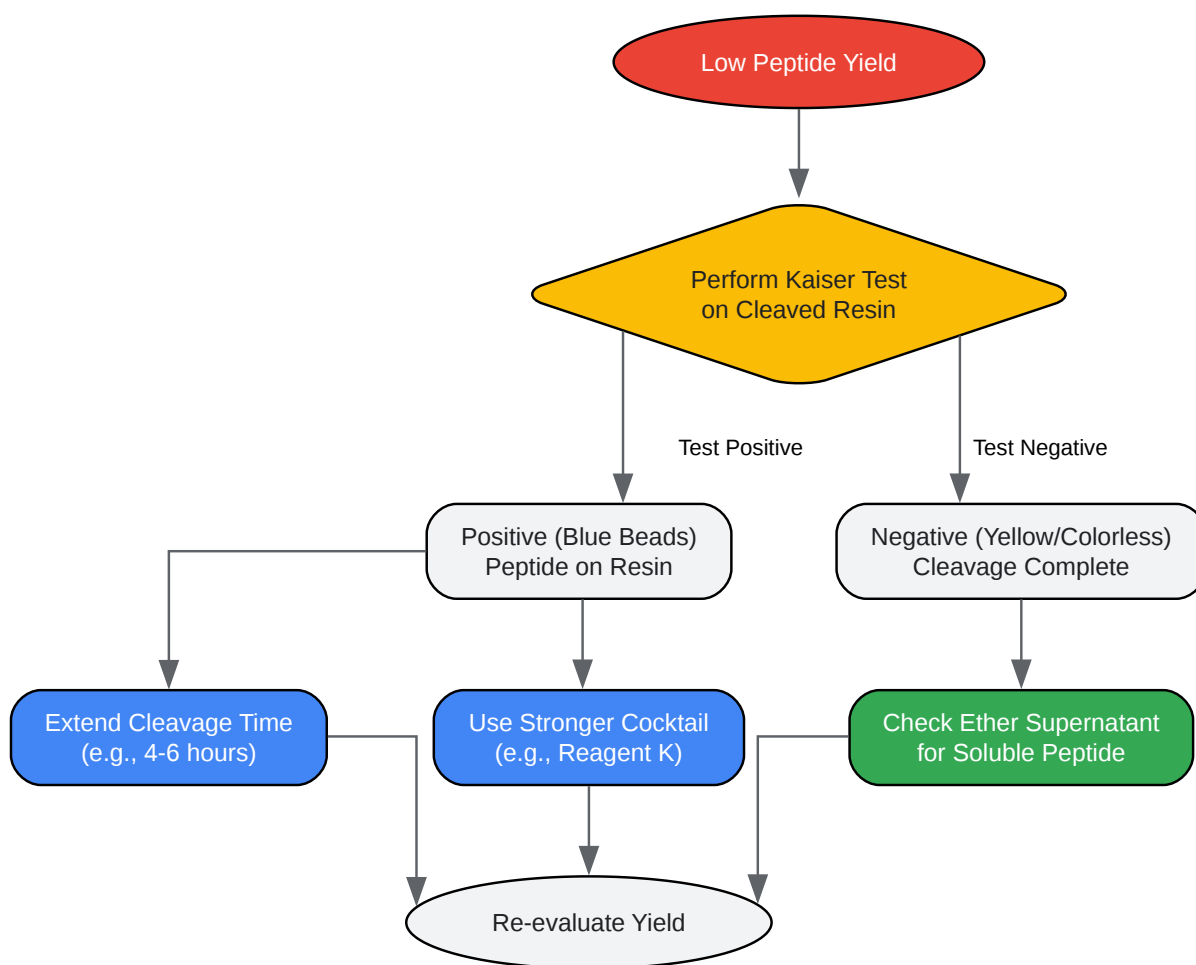 Low Peptide Yield
Perform Kaiser Test
on Cleaved Resin
Test Positive
Test Negative
Positive (Blue Beads)
Peptide on Resin
Negative (Yellow/Colorless)
Cleavage Complete
Extend Cleavage Time
(e.g., 4-6 hours)
Use Stronger Cocktail
(e.g., Reagent K)
Check Ether Supernatant
for Soluble Peptide
Re-evaluate Yield